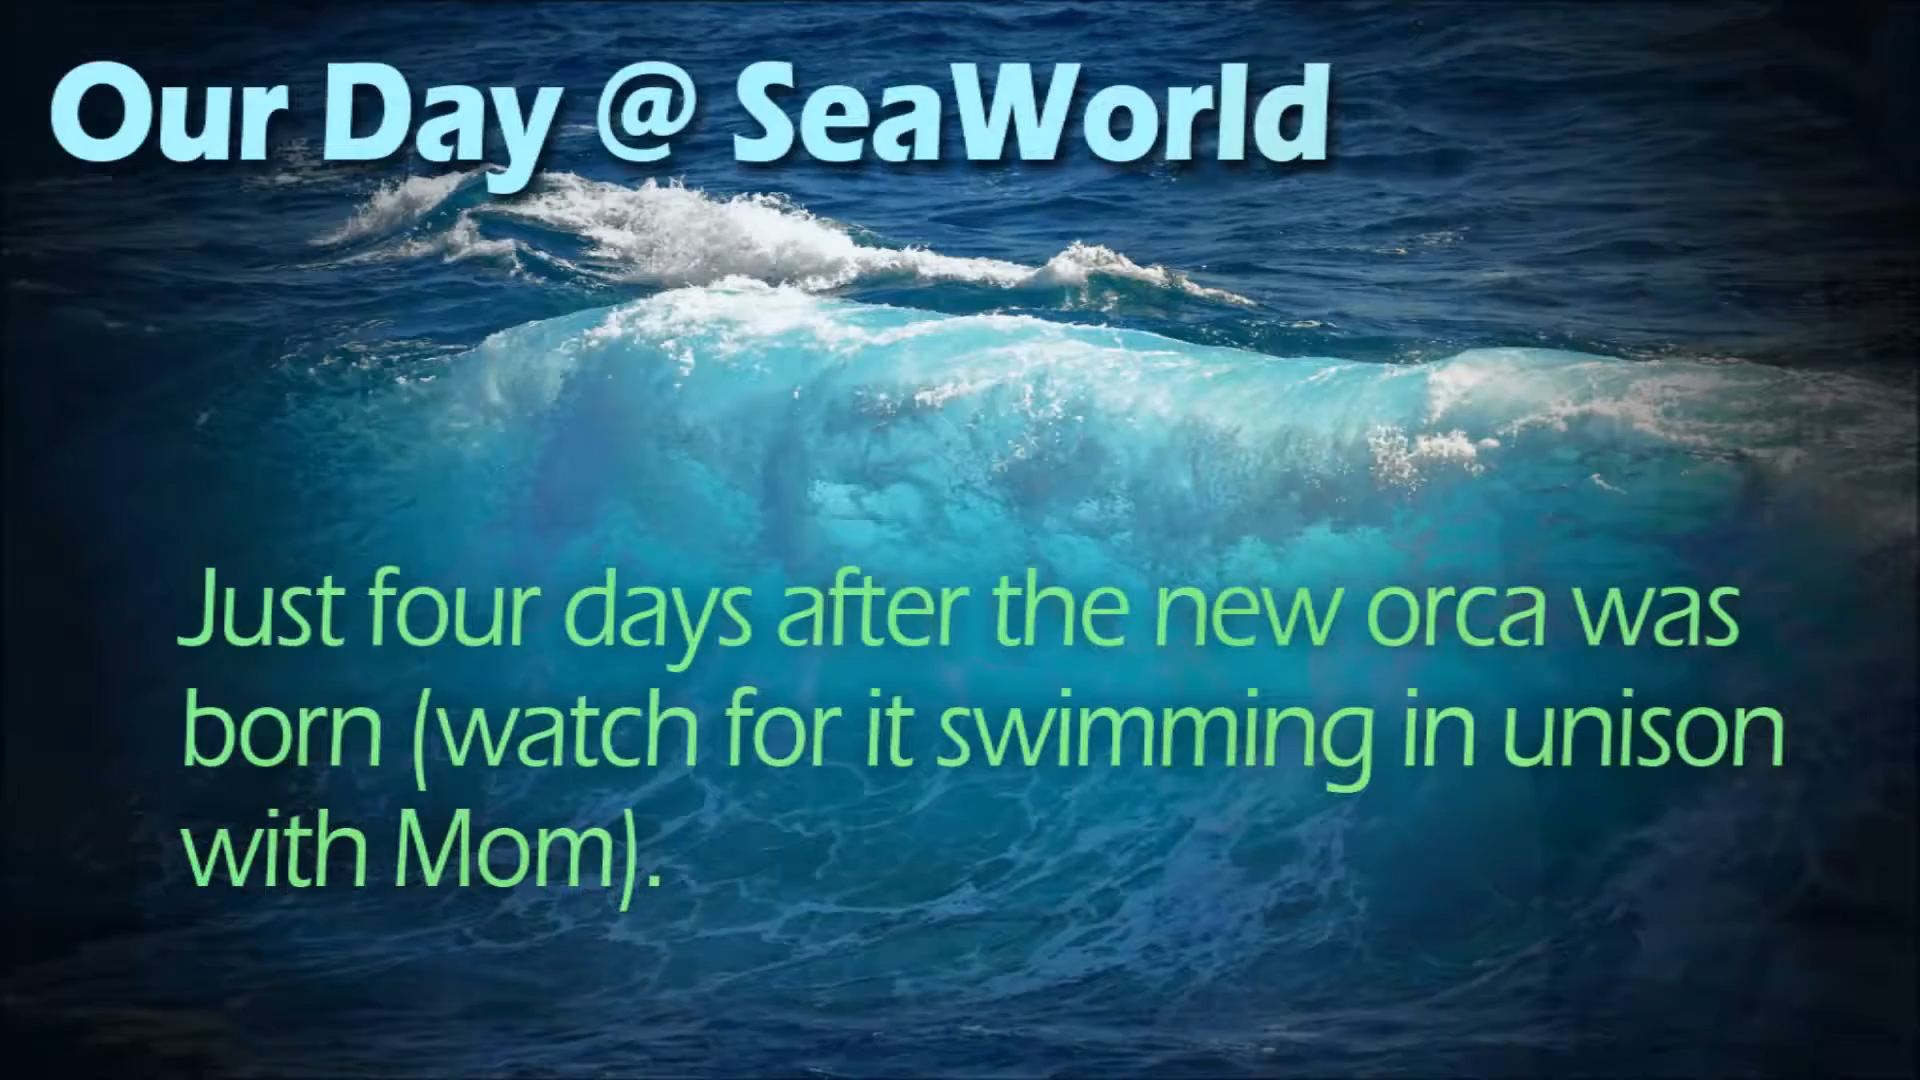 Our Day @ SeaWorld
Just four days after the new orca was
born (watch for it swimming in unison
with Mom).